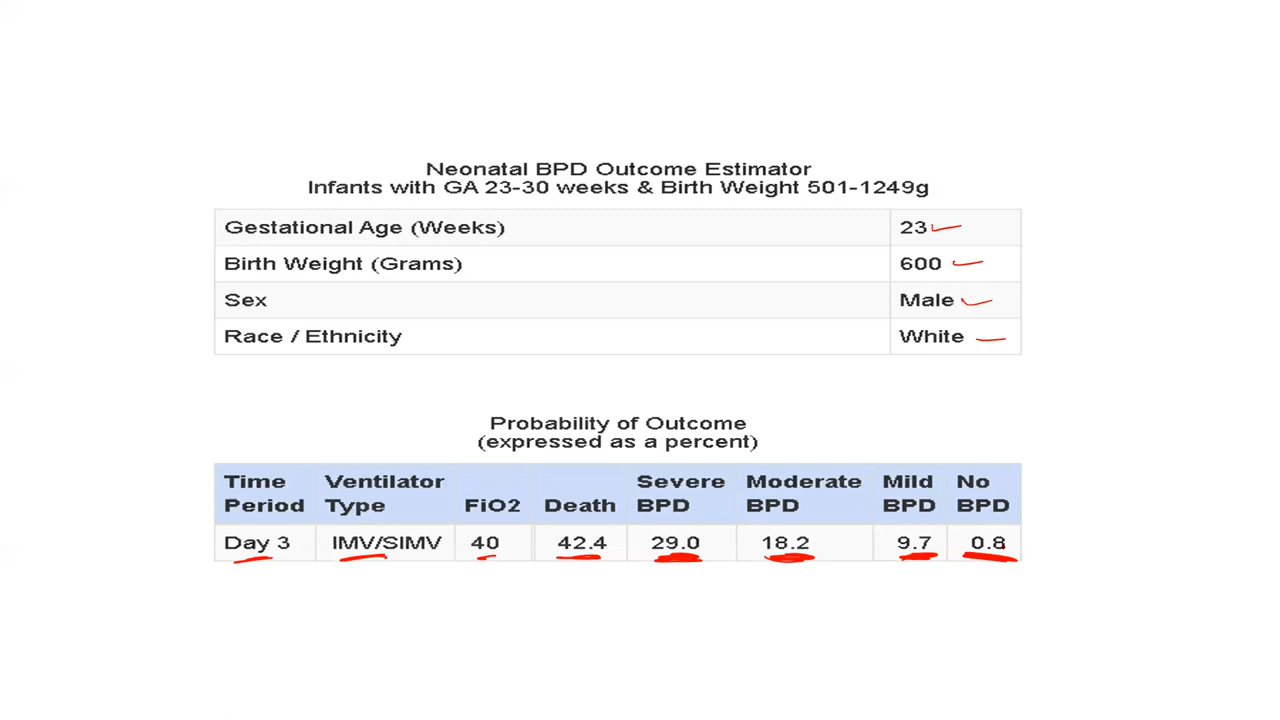 Neonatal BPD Outcome Estimator
Infants with GA 23-30 weeks & Birth Weight 501-1249g
Gestational Age (Weeks) 23
Birth Weight (Grams) 600
Sex Male
Race / Ethnicity White
Probability of Outcome
(expressed as a percent)
Time Period Ventilator Type FiO2 Death Severe BPD Moderate BPD Mild BPD No BPD
Day 3 IMV/SIMV 40 42.4 29.0 18.2 9.7 0.8